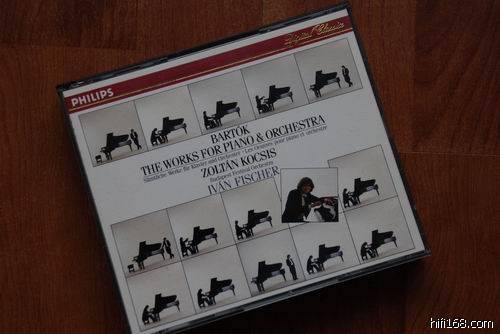 PHILIPS
Digital Classics
BARTÓK
THE WORKS FOR PIANO & ORCHESTRA
Sämtliche Werke für Klavier und Orchester · Les Oeuvres pour piano et orchestre
ZOLTÁN KOCSIS
Budapest Festival Orchestra
IVÁN FISCHER
hifi168.com